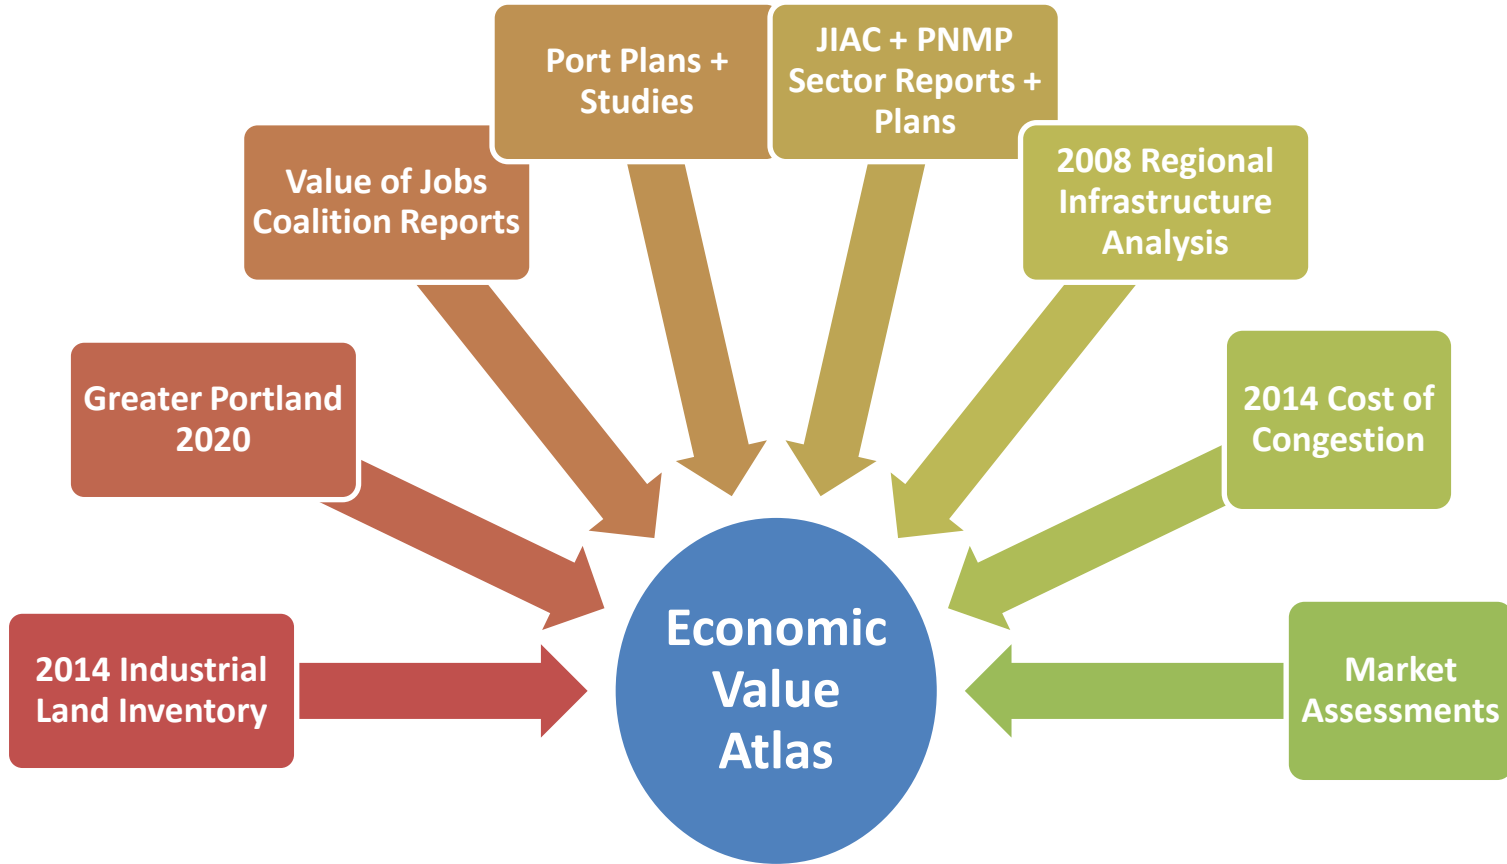 Port Plans +
Studies
JIAC + PNMP
Sector Reports +
Plans
Value of Jobs
Coalition Reports
2008 Regional
Infrastructure
Analysis
Greater Portland
2020
2014 Cost of
Congestion
2014 Industrial
Land Inventory
Economic
Value
Atlas
Market
Assessments